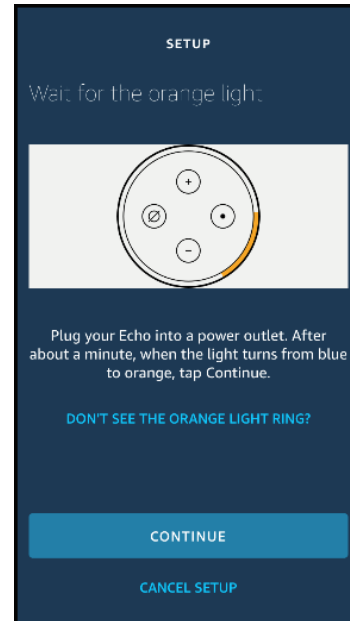 SETUP
Wait for the orange light
Plug your Echo into a power outlet. After
about a minute, when the light turns from blue
to orange, tap Continue.
DON'T SEE THE ORANGE LIGHT RING?
CONTINUE
CANCEL SETUP